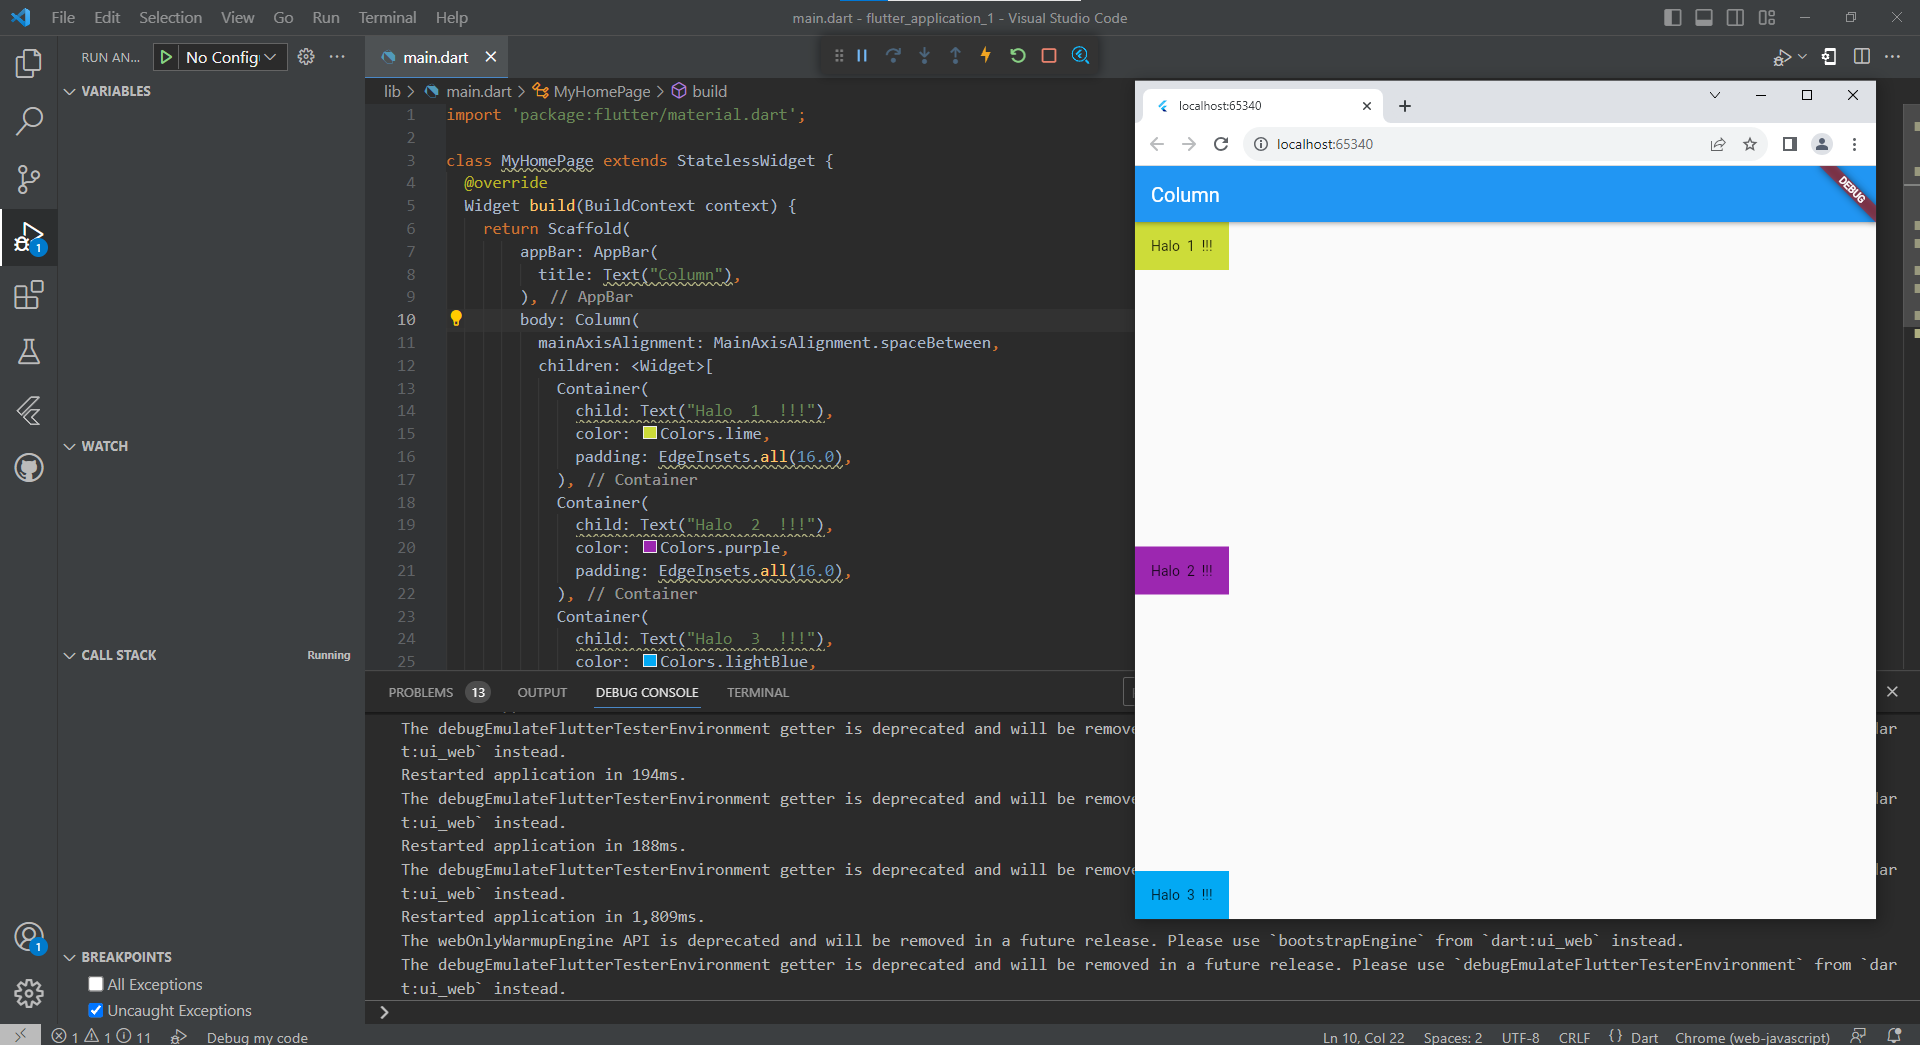 File Edit Selection View Go Run Terminal Help
main.dart - flutter_application_1 - Visual Studio Code
RUN AN... No Config
main.dart
VARIABLES
WATCH
CALL STACK Running
BREAKPOINTS
All Exceptions
Uncaught Exceptions
1
1
lib > main.dart > MyHomePage > build
1 import 'package:flutter/material.dart';
2
3 class MyHomePage extends StatelessWidget {
4 @override
5 Widget build(BuildContext context) {
6 return Scaffold(
7 appBar: AppBar(
8 title: Text("Column"),
9 ), // AppBar
10 body: Column(
11 mainAxisAlignment: MainAxisAlignment.spaceBetween,
12 children: <Widget>[
13 Container(
14 child: Text("Halo  1  !!!"),
15 color: Colors.lime,
16 padding: EdgeInsets.all(16.0),
17 ), // Container
18 Container(
19 child: Text("Halo  2  !!!"),
20 color: Colors.purple,
21 padding: EdgeInsets.all(16.0),
22 ), // Container
23 Container(
24 child: Text("Halo  3  !!!"),
25 color: Colors.lightBlue,
localhost:65340
localhost:65340
Column
DEBUG
Halo 1 !!!
Halo 2 !!!
Halo 3 !!!
PROBLEMS 13 OUTPUT DEBUG CONSOLE TERMINAL
The debugEmulateFlutterTesterEnvironment getter is deprecated and will be remove ar
t:ui_web` instead.
Restarted application in 194ms.
The debugEmulateFlutterTesterEnvironment getter is deprecated and will be remove ar
t:ui_web` instead.
Restarted application in 188ms.
The debugEmulateFlutterTesterEnvironment getter is deprecated and will be remove ar
t:ui_web` instead.
Restarted application in 1,809ms.
The webOnlyWarmupEngine API is deprecated and will be removed in a future release. Please use `bootstrapEngine` from `dart:ui_web` instead.
The debugEmulateFlutterTesterEnvironment getter is deprecated and will be removed in a future release. Please use `debugEmulateFlutterTesterEnvironment` from `dar
t:ui_web` instead.
>
1 1 11 Debug my code
Ln 10, Col 22 Spaces: 2 UTF-8 CRLF {} Dart Chrome (web-javascript)